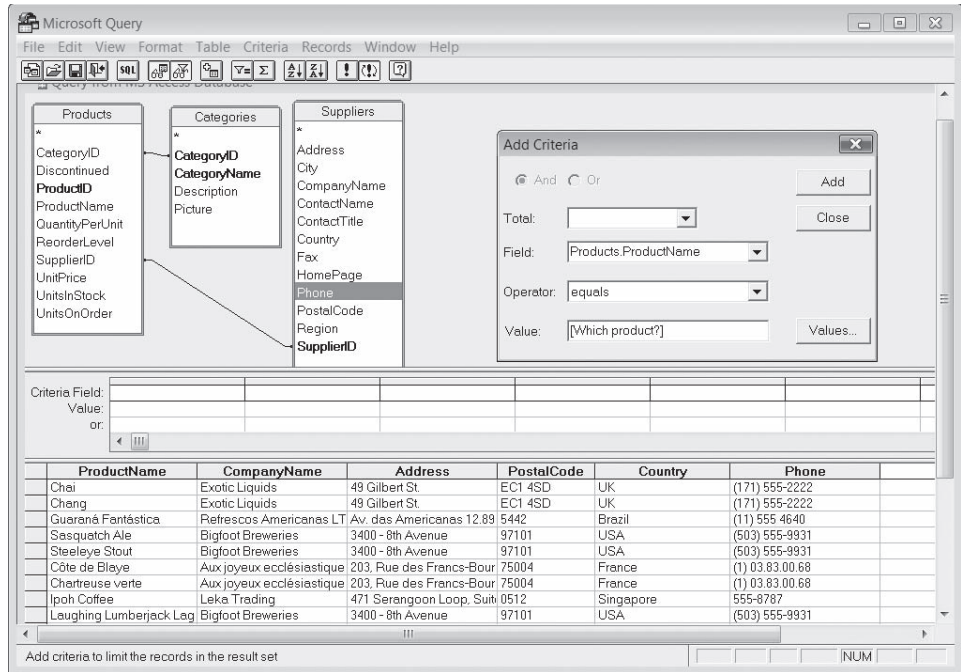 Microsoft Query
File Edit View Format Table Criteria Records Window Help
SQL
Query from MS Access Database
Products
*
CategoryID
Discontinued
ProductID
ProductName
QuantityPerUnit
ReorderLevel
SupplierID
UnitPrice
UnitsInStock
UnitsOnOrder
Categories
*
CategoryID
CategoryName
Description
Picture
Suppliers
*
Address
City
CompanyName
ContactName
ContactTitle
Country
Fax
HomePage
Phone
PostalCode
Region
SupplierID
Add Criteria
And Or
Add
Total:
Close
Field: Products.ProductName
Operator: equals
Value: [Which product?] Values...
Criteria Field:
Value:
or:
ProductName CompanyName Address PostalCode Country Phone
Chai Exotic Liquids 49 Gilbert St. EC1 4SD UK (171) 555-2222
Chang Exotic Liquids 49 Gilbert St. EC1 4SD UK (171) 555-2222
Guaraná Fantástica Refrescos Americanas LT Av. das Americanas 12.89 5442 Brazil (11) 555 4640
Sasquatch Ale Bigfoot Breweries 3400 - 8th Avenue 97101 USA (503) 555-9931
Steeleye Stout Bigfoot Breweries 3400 - 8th Avenue 97101 USA (503) 555-9931
Côte de Blaye Aux joyeux ecclésiastique 203, Rue des Francs-Bour 75004 France (1) 03.83.00.68
Chartreuse verte Aux joyeux ecclésiastique 203, Rue des Francs-Bour 75004 France (1) 03.83.00.68
Ipoh Coffee Leka Trading 471 Serangoon Loop, Suite 0512 Singapore 555-8787
Laughing Lumberjack Lag Bigfoot Breweries 3400 - 8th Avenue 97101 USA (503) 555-9931
Add criteria to limit the records in the result set NUM